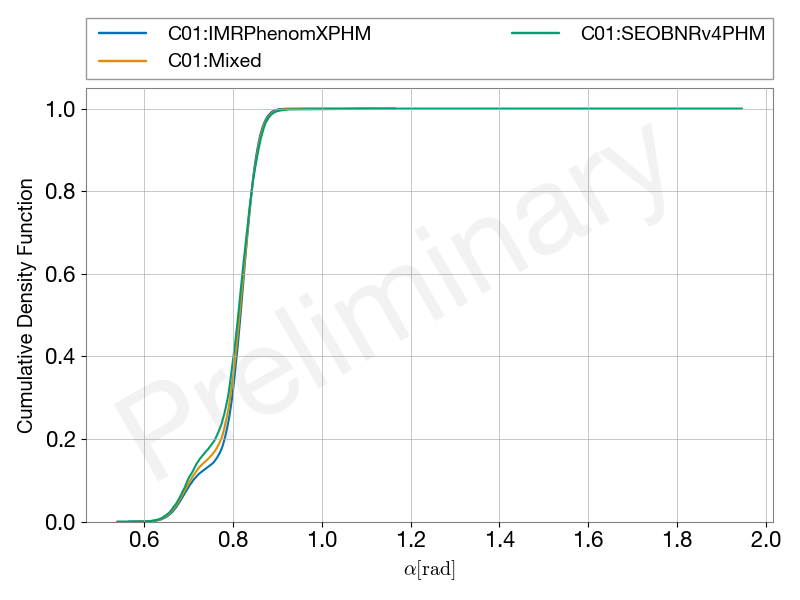 C01:IMRPhenomXPHM
C01:Mixed
C01:SEOBNRv4PHM
1.0
0.8
0.6
0.4
0.2
0.0
Cumulative Density Function
Preliminary
0.6 0.8 1.0 1.2 1.4 1.6 1.8 2.0
α[rad]